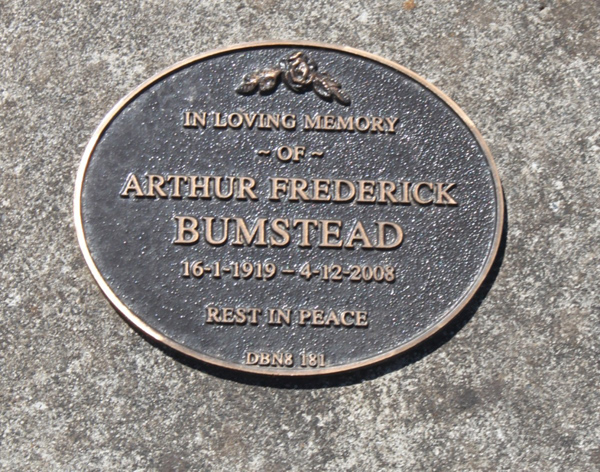 IN LOVING MEMORY
~ OF ~
ARTHUR FREDERICK
BUMSTEAD
16-1-1919 – 4-12-2008
REST IN PEACE
DBN8 181